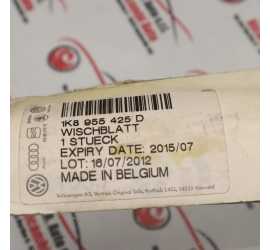 1K8 955 425 D
WISCHBLATT
1 STUECK
EXPIRY DATE: 2015/07
LOT: 16/07/2012
MADE IN BELGIUM